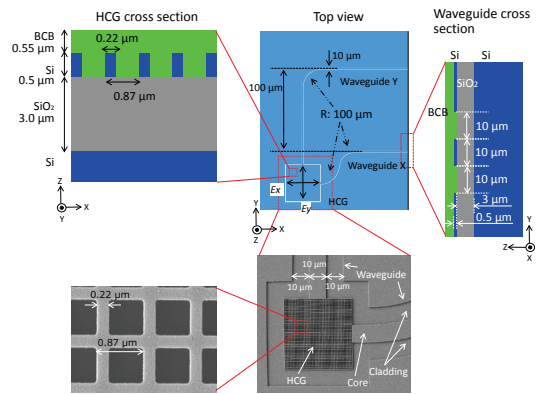 HCG cross section
BCB
0.55 µm
0.22 µm
Si
0.5 µm
0.87 µm
SiO₂
3.0 µm
Si
Z
Y
X
Top view
10 µm
Waveguide Y
100 µm
R: 100 µm
Waveguide X
Ex
Ey
HCG
Y
Z
X
Waveguide cross
section
Si
Si
SiO₂
BCB
10 µm
10 µm
10 µm
3 µm
0.5 µm
Y
Z
X
0.22 µm
0.87 µm
10 µm
10 µm
10 µm
Waveguide
HCG
Core
Cladding